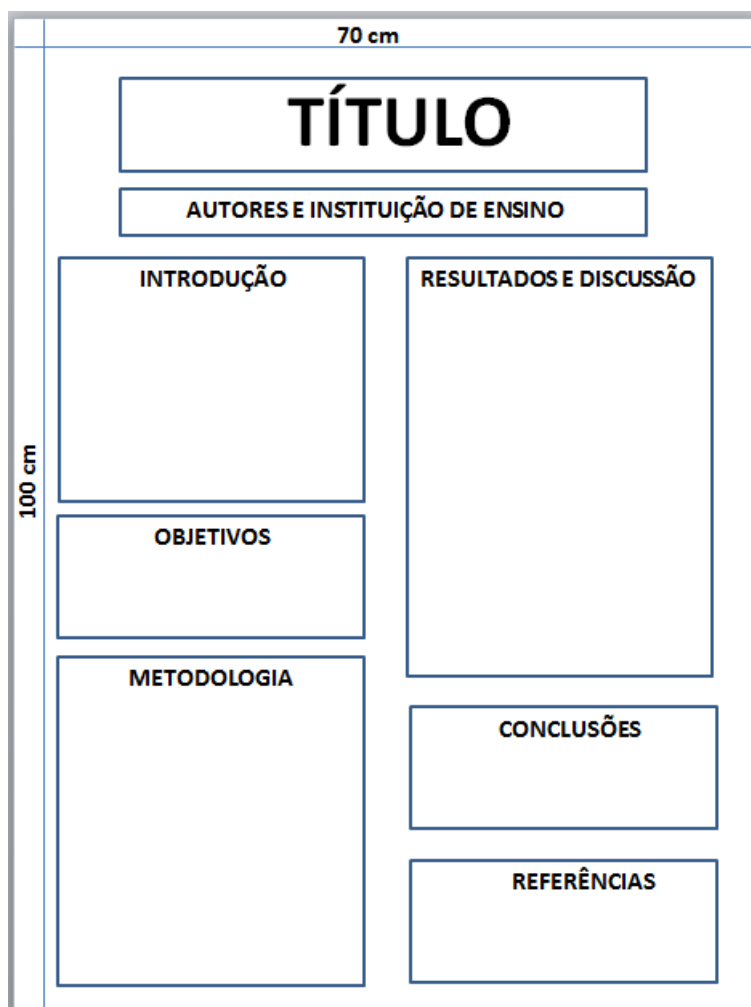 70 cm
TÍTULO
AUTORES E INSTITUIÇÃO DE ENSINO
INTRODUÇÃO
OBJETIVOS
METODOLOGIA
RESULTADOS E DISCUSSÃO
CONCLUSÕES
REFERÊNCIAS
100 cm